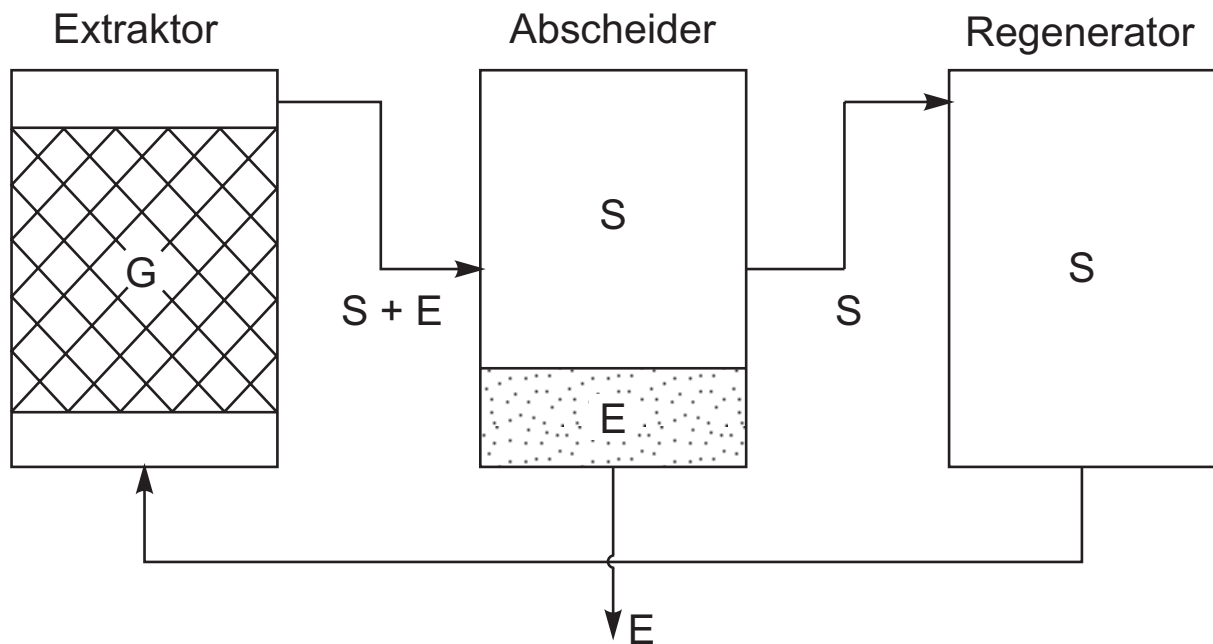 Extraktor
Abscheider
Regenerator
S
G
S
S + E
S
E
E